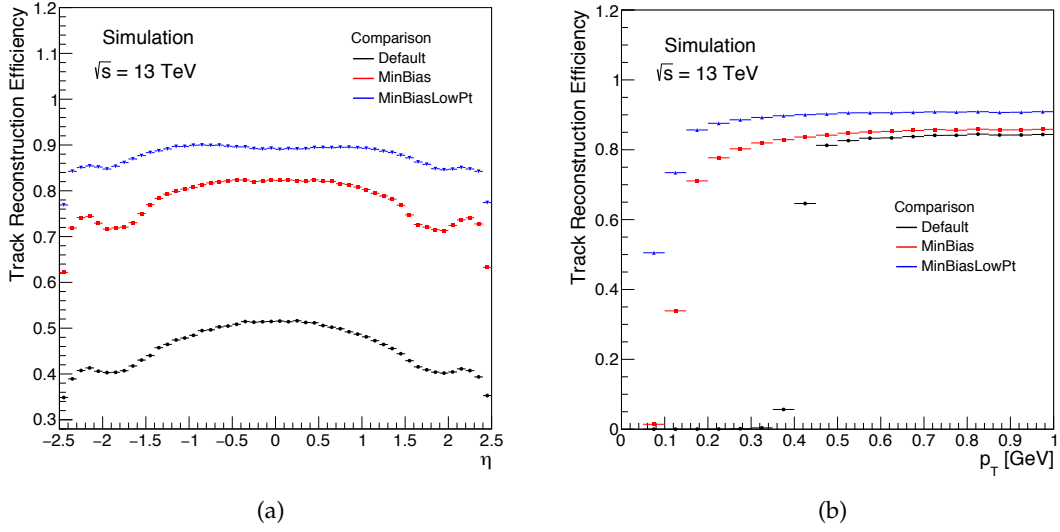 Track Reconstruction Efficiency
1.2
1.1
1
0.9
0.8
0.7
0.6
0.5
0.4
0.3
Simulation
√s = 13 TeV
Comparison
Default
MinBias
MinBiasLowPt
−2.5 −2 −1.5 −1 −0.5 0 0.5 1 1.5 2 2.5
η
(a)
Track Reconstruction Efficiency
1.2
1
0.8
0.6
0.4
0.2
0
Simulation
√s = 13 TeV
Comparison
Default
MinBias
MinBiasLowPt
0 0.1 0.2 0.3 0.4 0.5 0.6 0.7 0.8 0.9 1
p_T [GeV]
(b)